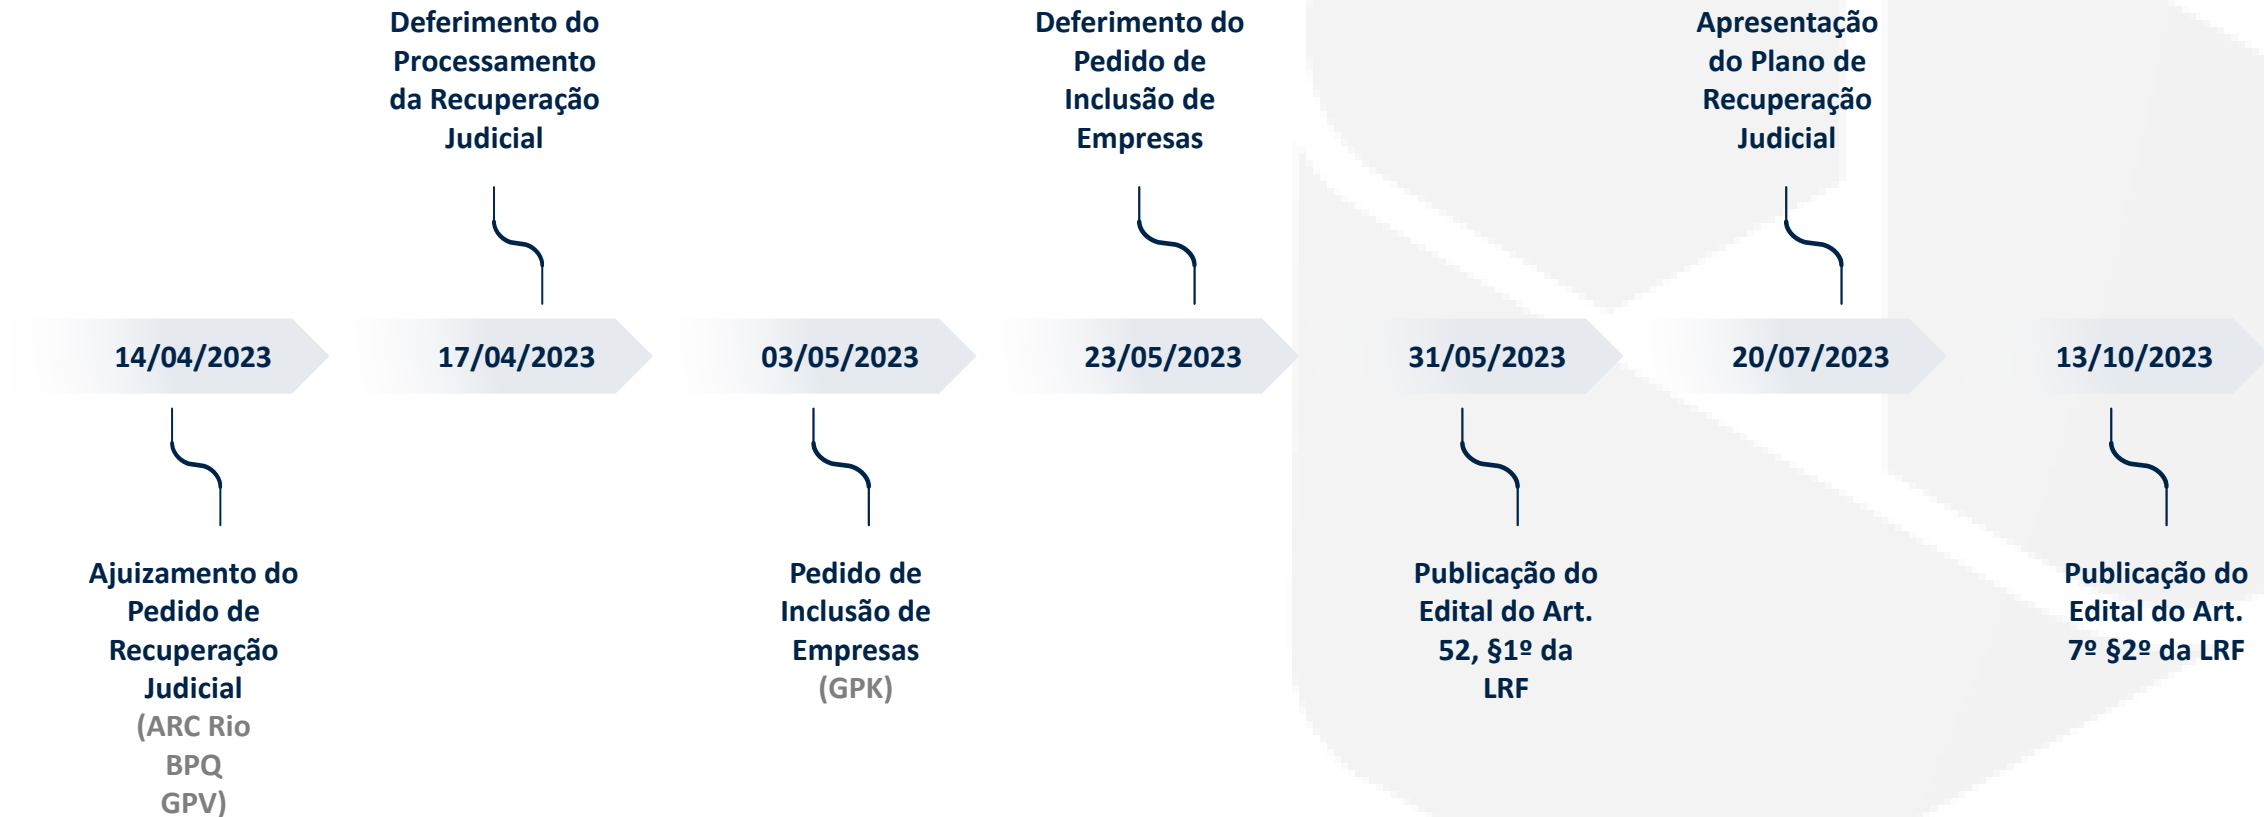 Deferimento do
Processamento
da Recuperação
Judicial
Deferimento do
Pedido de
Inclusão de
Empresas
Apresentação
do Plano de
Recuperação
Judicial
14/04/2023
17/04/2023
03/05/2023
23/05/2023
31/05/2023
20/07/2023
13/10/2023
Ajuizamento do
Pedido de
Recuperação
Judicial
(ARC Rio
BPQ
GPV)
Pedido de
Inclusão de
Empresas
(GPK)
Publicação do
Edital do Art.
52, §1º da
LRF
Publicação do
Edital do Art.
7º §2º da LRF